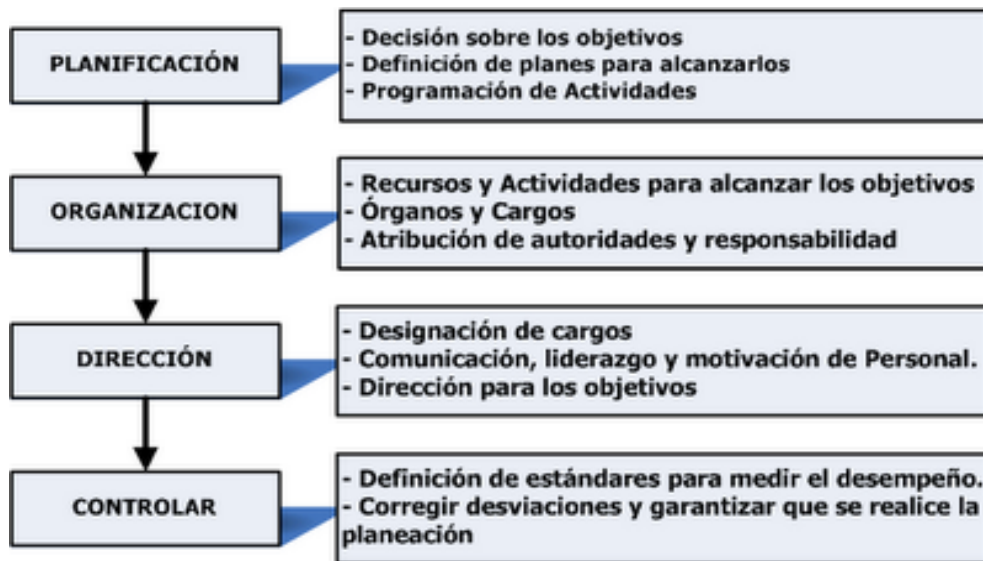 PLANIFICACIÓN
- Decisión sobre los objetivos
- Definición de planes para alcanzarlos
- Programación de Actividades
ORGANIZACION
- Recursos y Actividades para alcanzar los objetivos
- Órganos y Cargos
- Atribución de autoridades y responsabilidad
DIRECCIÓN
- Designación de cargos
- Comunicación, liderazgo y motivación de Personal.
- Dirección para los objetivos
CONTROLAR
- Definición de estándares para medir el desempeño.
- Corregir desviaciones y garantizar que se realice la
planeación